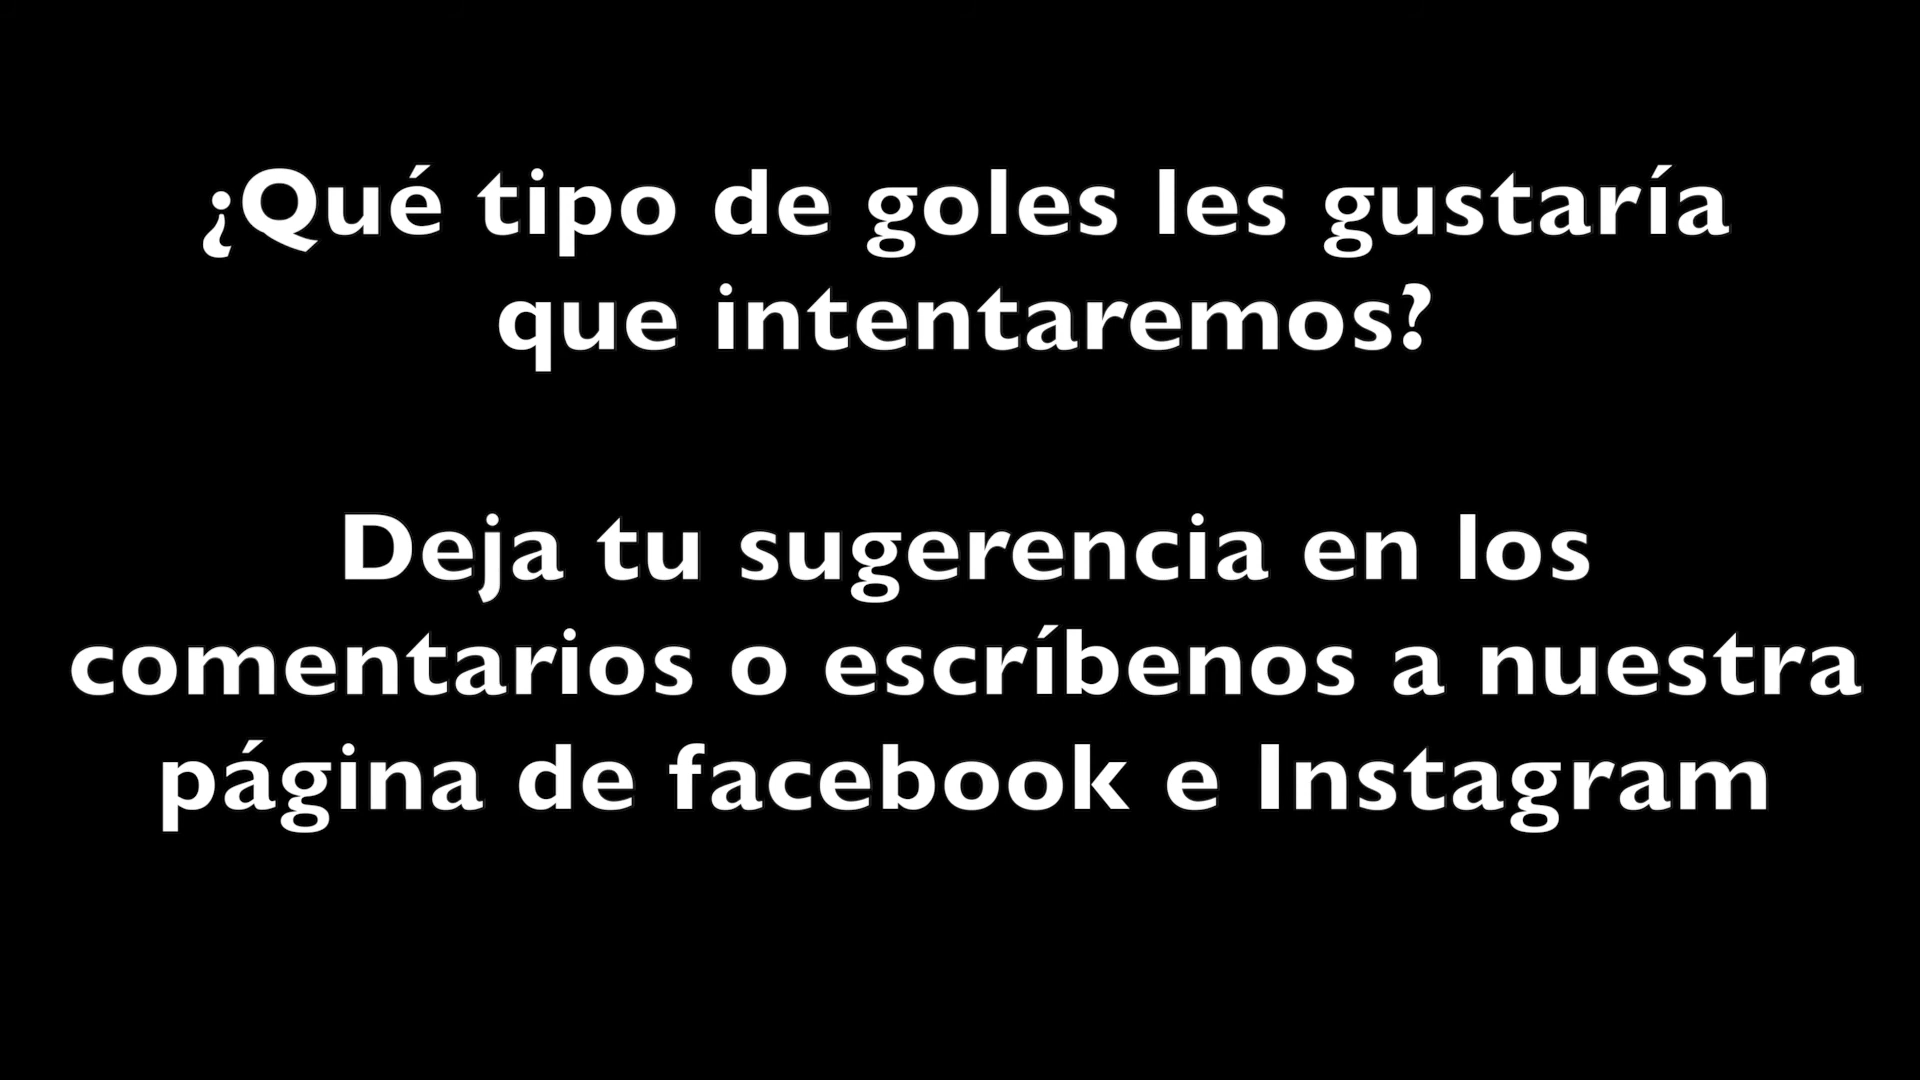 ¿Qué tipo de goles les gustaría
que intentaremos?
Deja tu sugerencia en los
comentarios o escríbenos a nuestra
página de facebook e Instagram